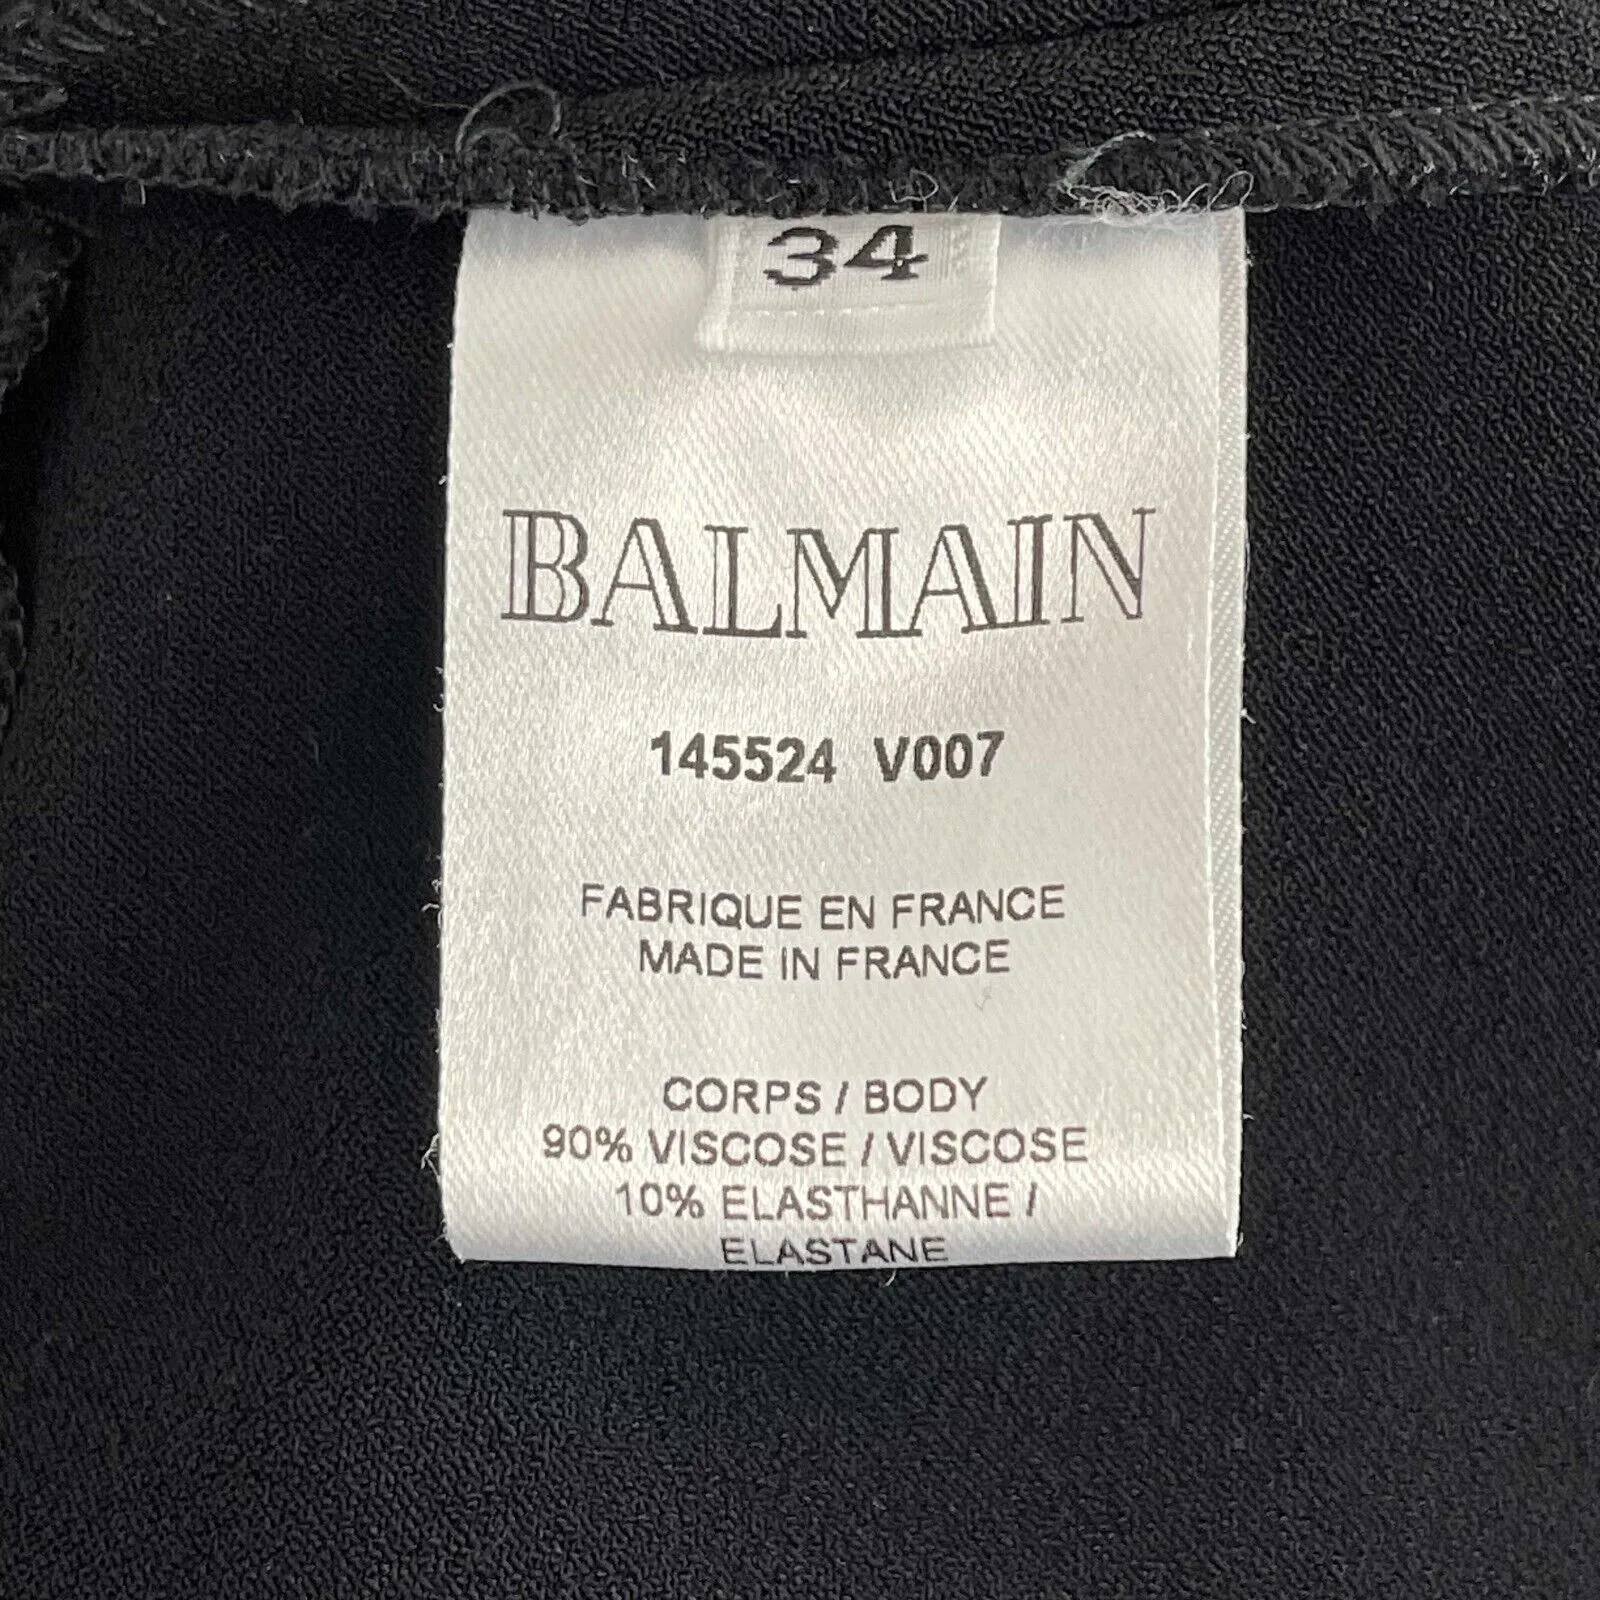 34
BALMAIN
145524 V007
FABRIQUE EN FRANCE
MADE IN FRANCE
CORPS / BODY
90% VISCOSE / VISCOSE
10% ELASTHANNE /
ELASTANE